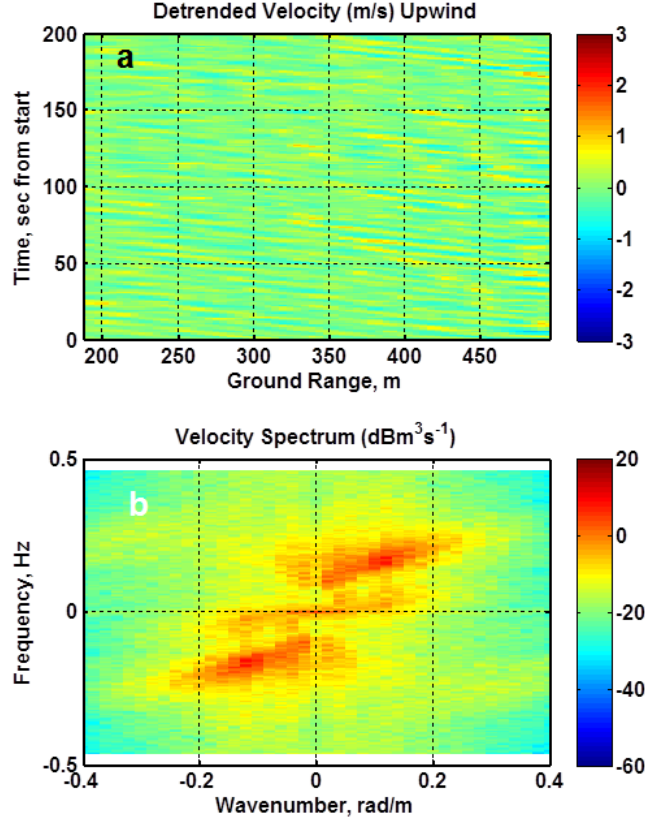 Detrended Velocity (m/s) Upwind
a
Time, sec from start
200
150
100
50
0
200 250 300 350 400 450
Ground Range, m
3
2
1
0
-1
-2
-3
Velocity Spectrum (dBm³s⁻¹)
b
Frequency, Hz
0.5
0
-0.5
-0.4 -0.2 0 0.2 0.4
Wavenumber, rad/m
20
0
-20
-40
-60